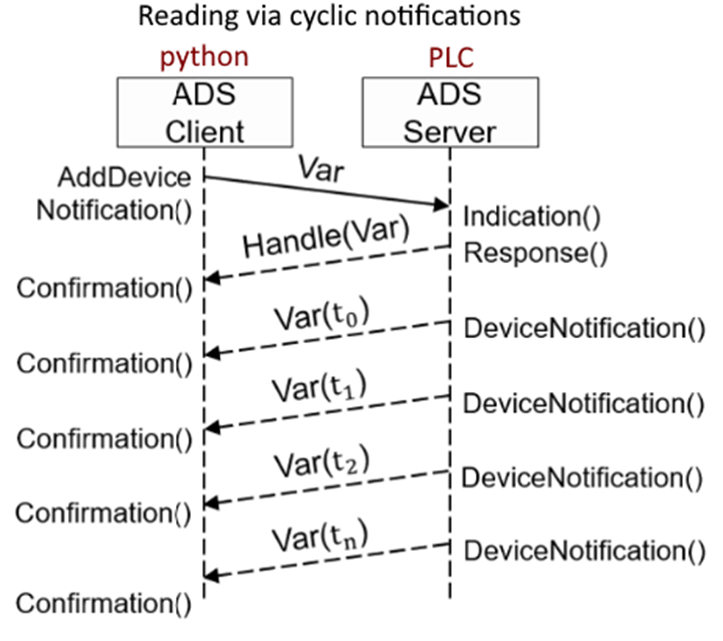 Reading via cyclic notifications
python
PLC
ADS
Client
ADS
Server
AddDevice
Notification()
Var
Indication()
Handle(Var)
Response()
Confirmation()
Var(t₀)
DeviceNotification()
Confirmation()
Var(t₁)
DeviceNotification()
Confirmation()
Var(t₂)
DeviceNotification()
Confirmation()
Var(tₙ)
DeviceNotification()
Confirmation()